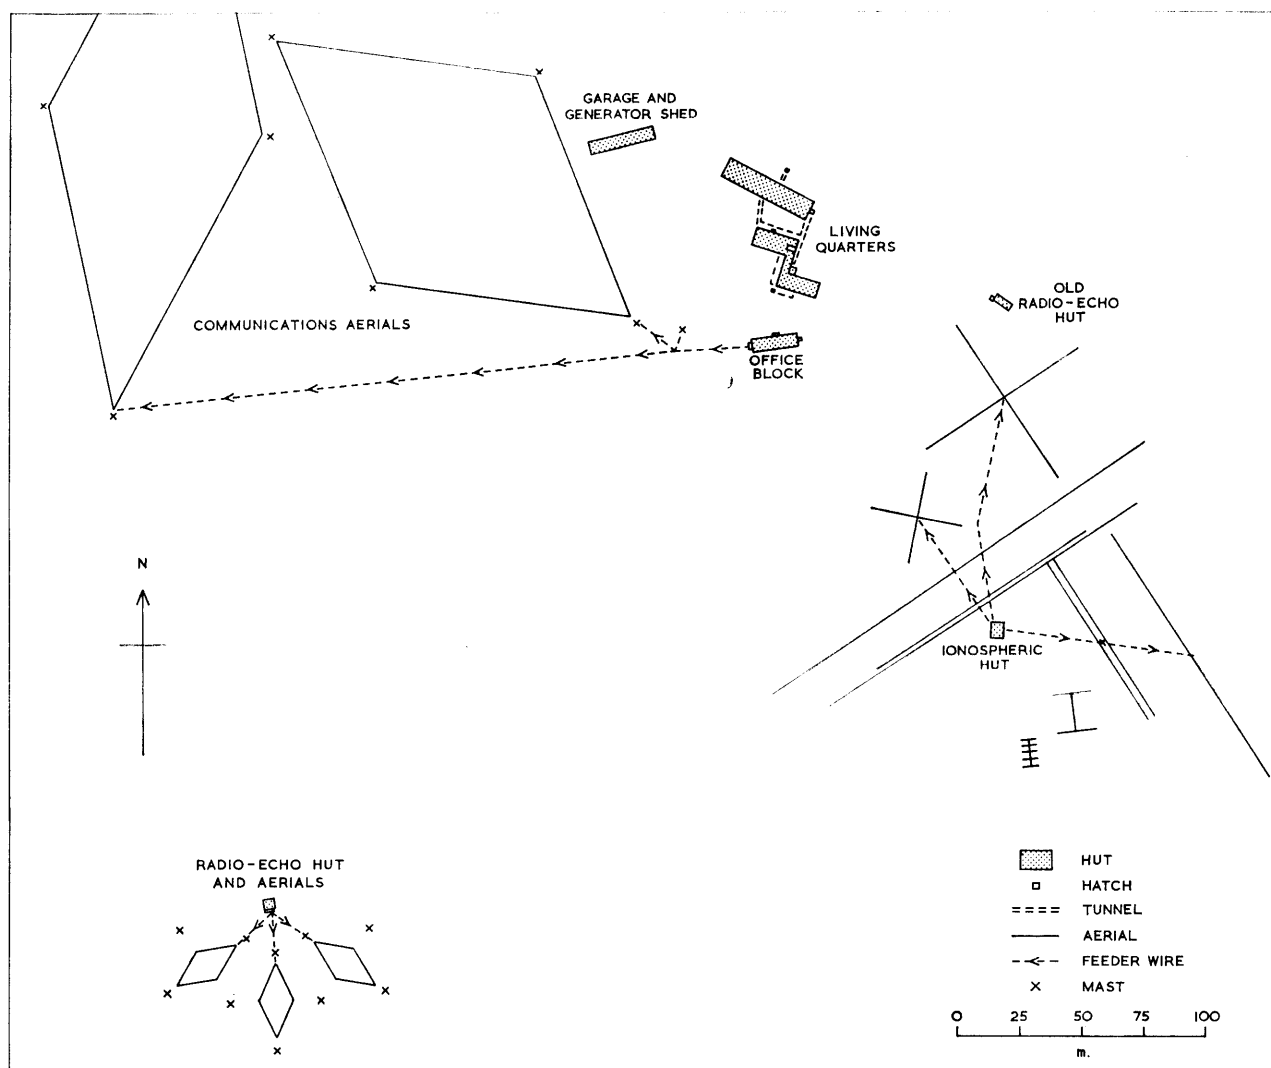 GARAGE AND
GENERATOR SHED
LIVING
QUARTERS
OLD
RADIO-ECHO
HUT
COMMUNICATIONS AERIALS
OFFICE
BLOCK
N
IONOSPHERIC
HUT
RADIO-ECHO HUT
AND AERIALS
HUT
HATCH
TUNNEL
AERIAL
FEEDER WIRE
MAST
0 25 50 75 100
m.